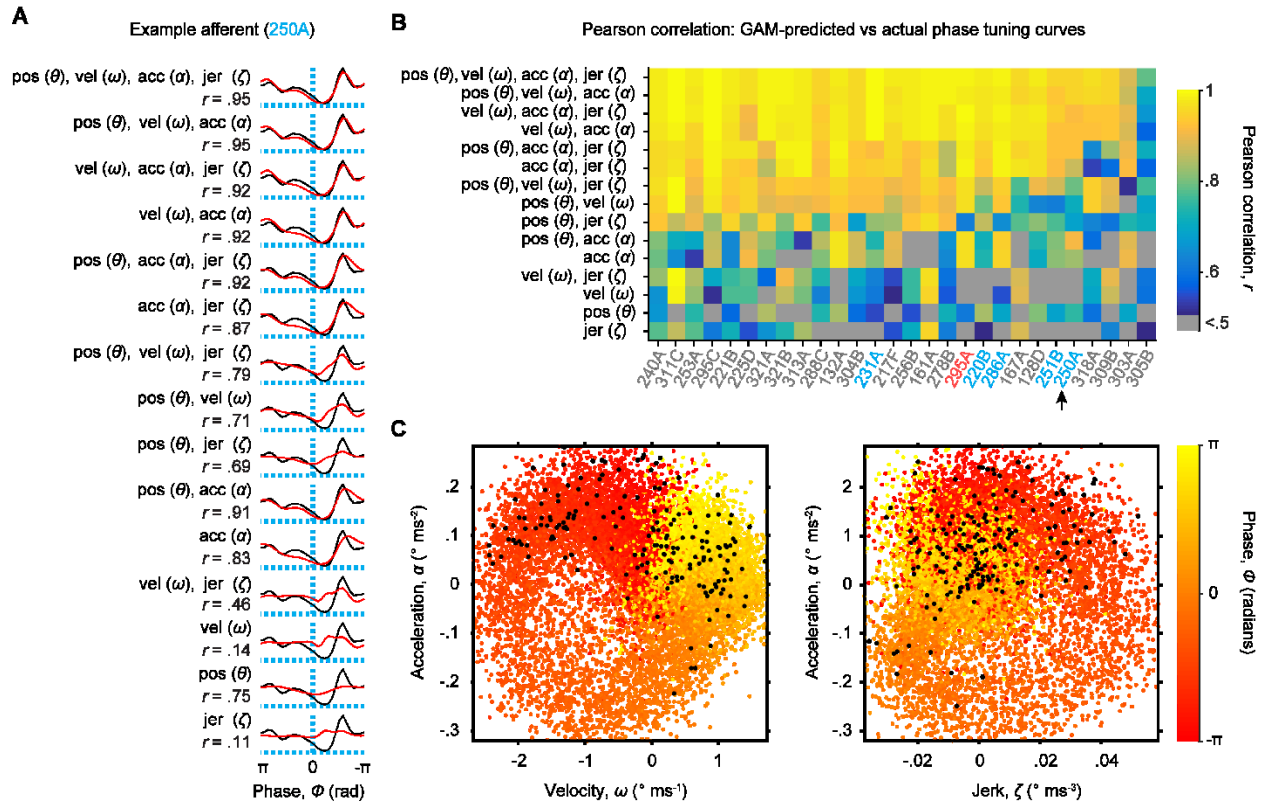 A
Example afferent (250A)
pos (θ), vel (ω), acc (α), jer (ζ)
r = .95
pos (θ), vel (ω), acc (α)
r = .95
vel (ω), acc (α), jer (ζ)
r = .92
vel (ω), acc (α)
r = .92
pos (θ), acc (α), jer (ζ)
r = .92
acc (α), jer (ζ)
r = .87
pos (θ), vel (ω), jer (ζ)
r = .79
pos (θ), vel (ω)
r = .71
pos (θ), jer (ζ)
r = .69
pos (θ), acc (α)
r = .91
acc (α)
r = .83
vel (ω), jer (ζ)
r = .46
vel (ω)
r = .14
pos (θ)
r = .75
jer (ζ)
r = .11
π 0 -π
Phase, Φ (rad)
B
Pearson correlation: GAM-predicted vs actual phase tuning curves
pos (θ), vel (ω), acc (α), jer (ζ)
pos (θ), vel (ω), acc (α)
vel (ω), acc (α), jer (ζ)
vel (ω), acc (α)
pos (θ), acc (α), jer (ζ)
acc (α), jer (ζ)
pos (θ), vel (ω), jer (ζ)
pos (θ), vel (ω)
pos (θ), jer (ζ)
pos (θ), acc (α)
acc (α)
vel (ω), jer (ζ)
vel (ω)
pos (θ)
jer (ζ)
240A 311C 253A 295C 221B 225D 321A 321B 313A 288C 132A 304B 231A 217F 256B 161A 278B 295A 220B 286A 167A 128D 251B 250A 318A 309B 303A 305B
1
.8
.6
<.5
Pearson correlation, r
C
Acceleration, α (° ms-2)
.2
.1
0
-.1
-.2
-.3
-2 -1 0 1
Velocity, ω (° ms-1)
Acceleration, α (° ms-2)
2
1
0
-.1
-.2
-.3
-.02 0 .02 .04
Jerk, ζ (° ms-3)
π
0
-π
Phase, Φ (radians)